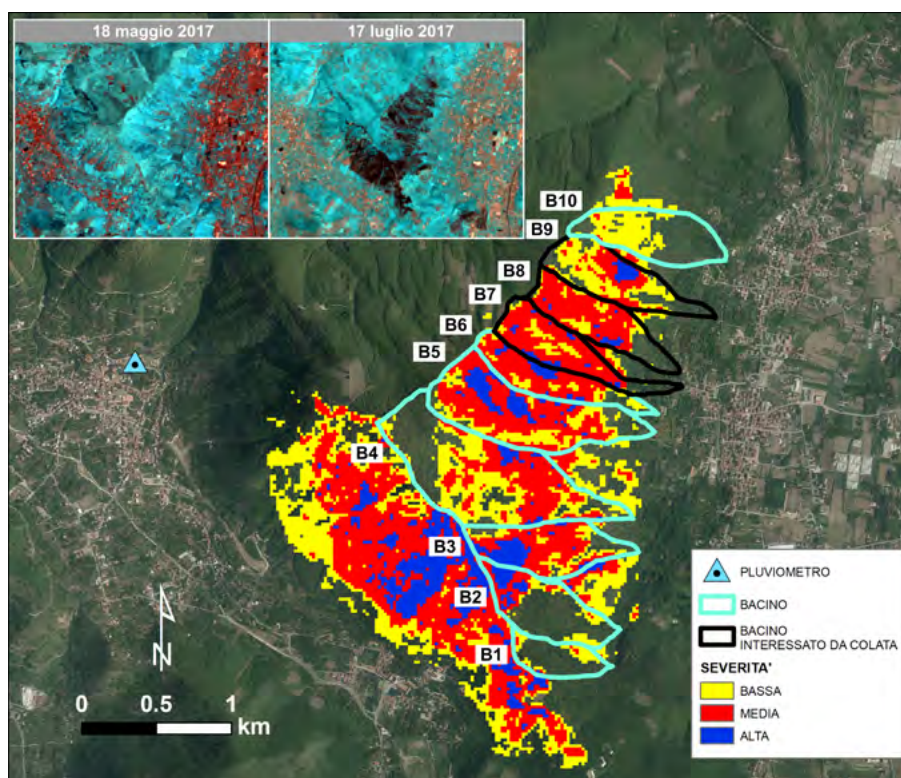 18 maggio 2017
17 luglio 2017
B10
B9
B8
B7
B6
B5
B4
B3
B2
B1
N
0 0.5 1
km
PLUVIOMETRO
BACINO
BACINO
INTERESSATO DA COLATA
SEVERITA'
BASSA
MEDIA
ALTA